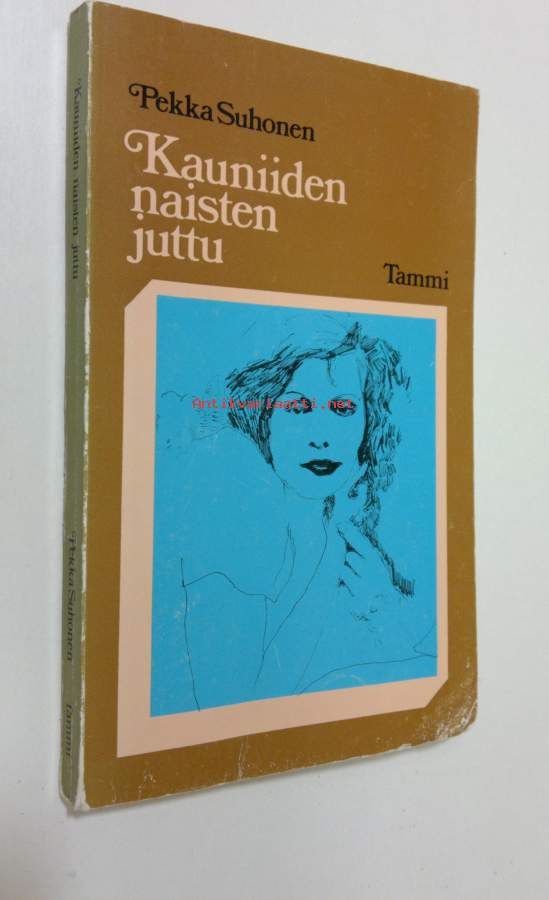 Pekka Suhonen
Kauniiden
naisten
juttu
Tammi
Antikvariaatti.net
Kauniiden naisten juttu
Pekka Suhonen
Tammi